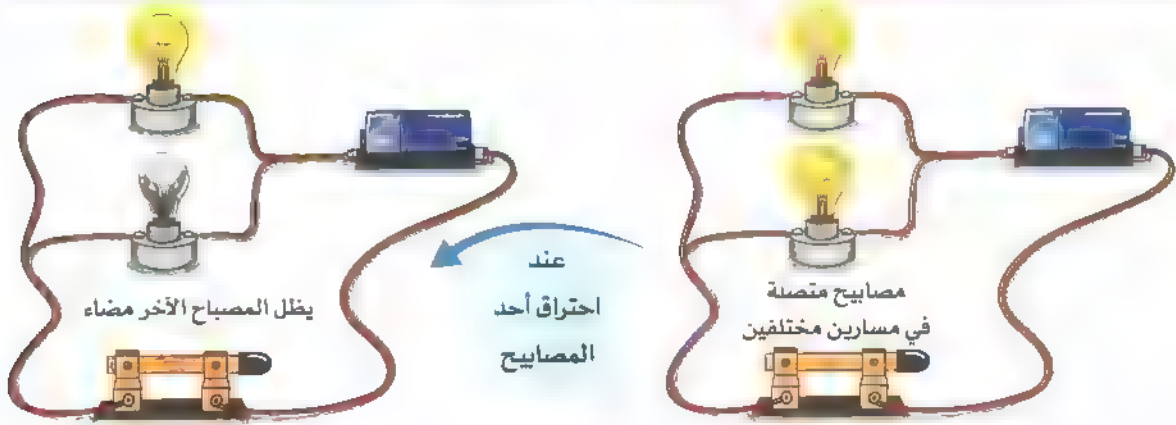 مصابيح متصلة
في مسارين مختلفين
عند
احتراق أحد
المصابيح
يظل المصباح الآخر مضاء